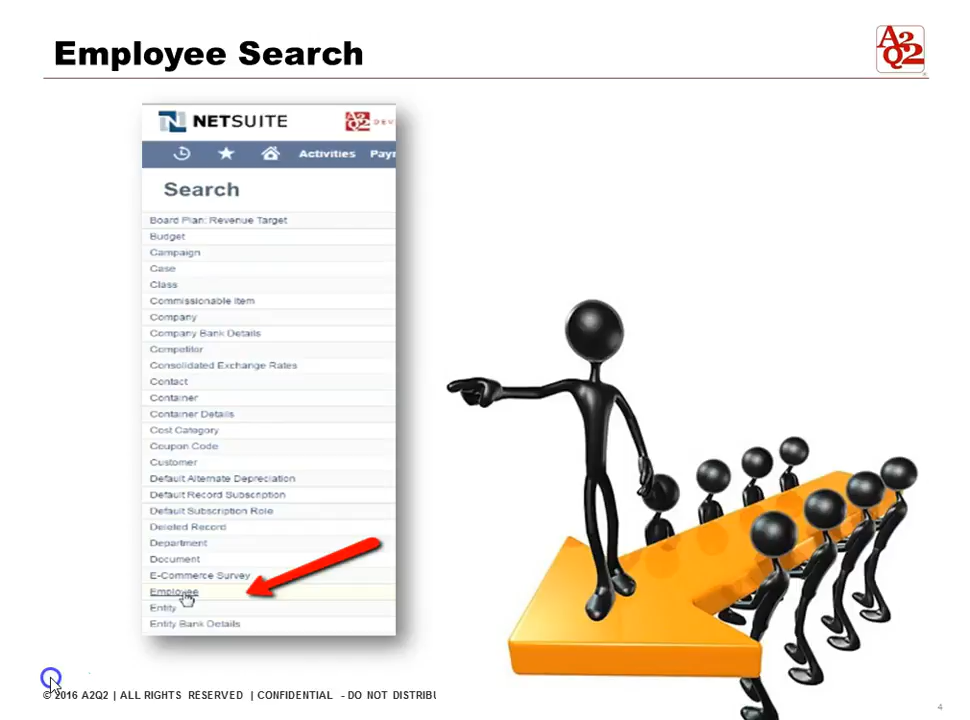 Employee Search
A2Q2
NETSUITE
A2Q2 DEV
Activities Payr
Search
Board Plan: Revenue Target
Budget
Campaign
Case
Class
Commissionable Item
Company
Company Bank Details
Competitor
Consolidated Exchange Rates
Contact
Container
Container Details
Cost Category
Coupon Code
Customer
Default Alternate Depreciation
Default Record Subscription
Default Subscription Role
Deleted Record
Department
Document
E-Commerce Survey
Employee
Entity
Entity Bank Details
© 2016 A2Q2 | ALL RIGHTS RESERVED | CONFIDENTIAL - DO NOT DISTRIBU
4